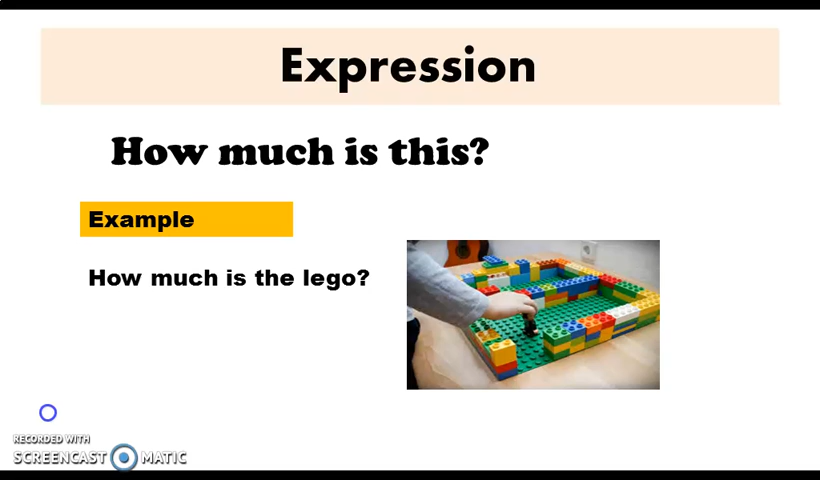 Expression
How much is this?
Example
How much is the lego?
RECORDED WITH
SCREENCAST MATIC